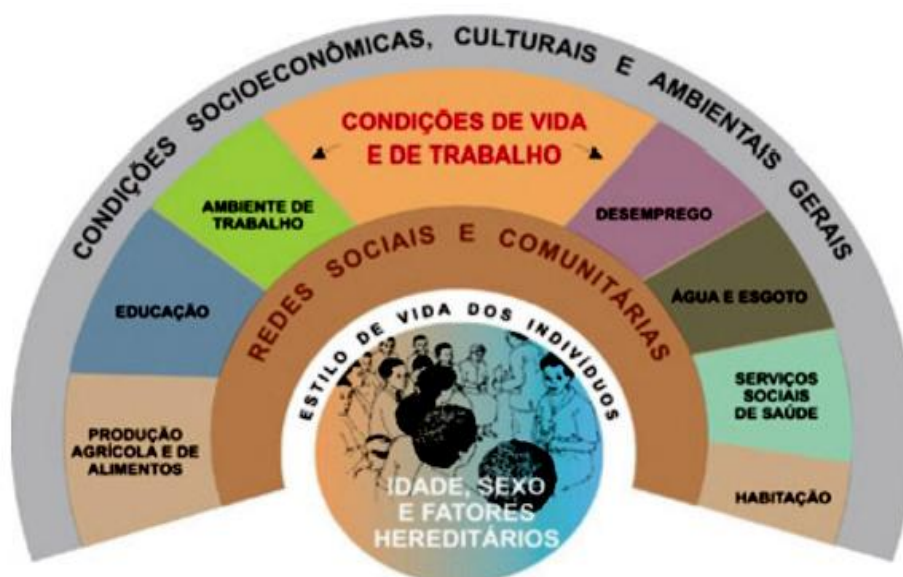 CONDIÇÕES SOCIOECONÔMICAS, CULTURAIS E AMBIENTAIS GERAIS
CONDIÇÕES DE VIDA
E DE TRABALHO
AMBIENTE DE
TRABALHO
DESEMPREGO
REDES SOCIAIS E COMUNITÁRIAS
EDUCAÇÃO
ÁGUA E ESGOTO
ESTILO DE VIDA DOS INDIVÍDUOS
SERVIÇOS
SOCIAIS
DE SAÚDE
PRODUÇÃO
AGRÍCOLA E DE
ALIMENTOS
HABITAÇÃO
IDADE, SEXO
E FATORES
HEREDITÁRIOS